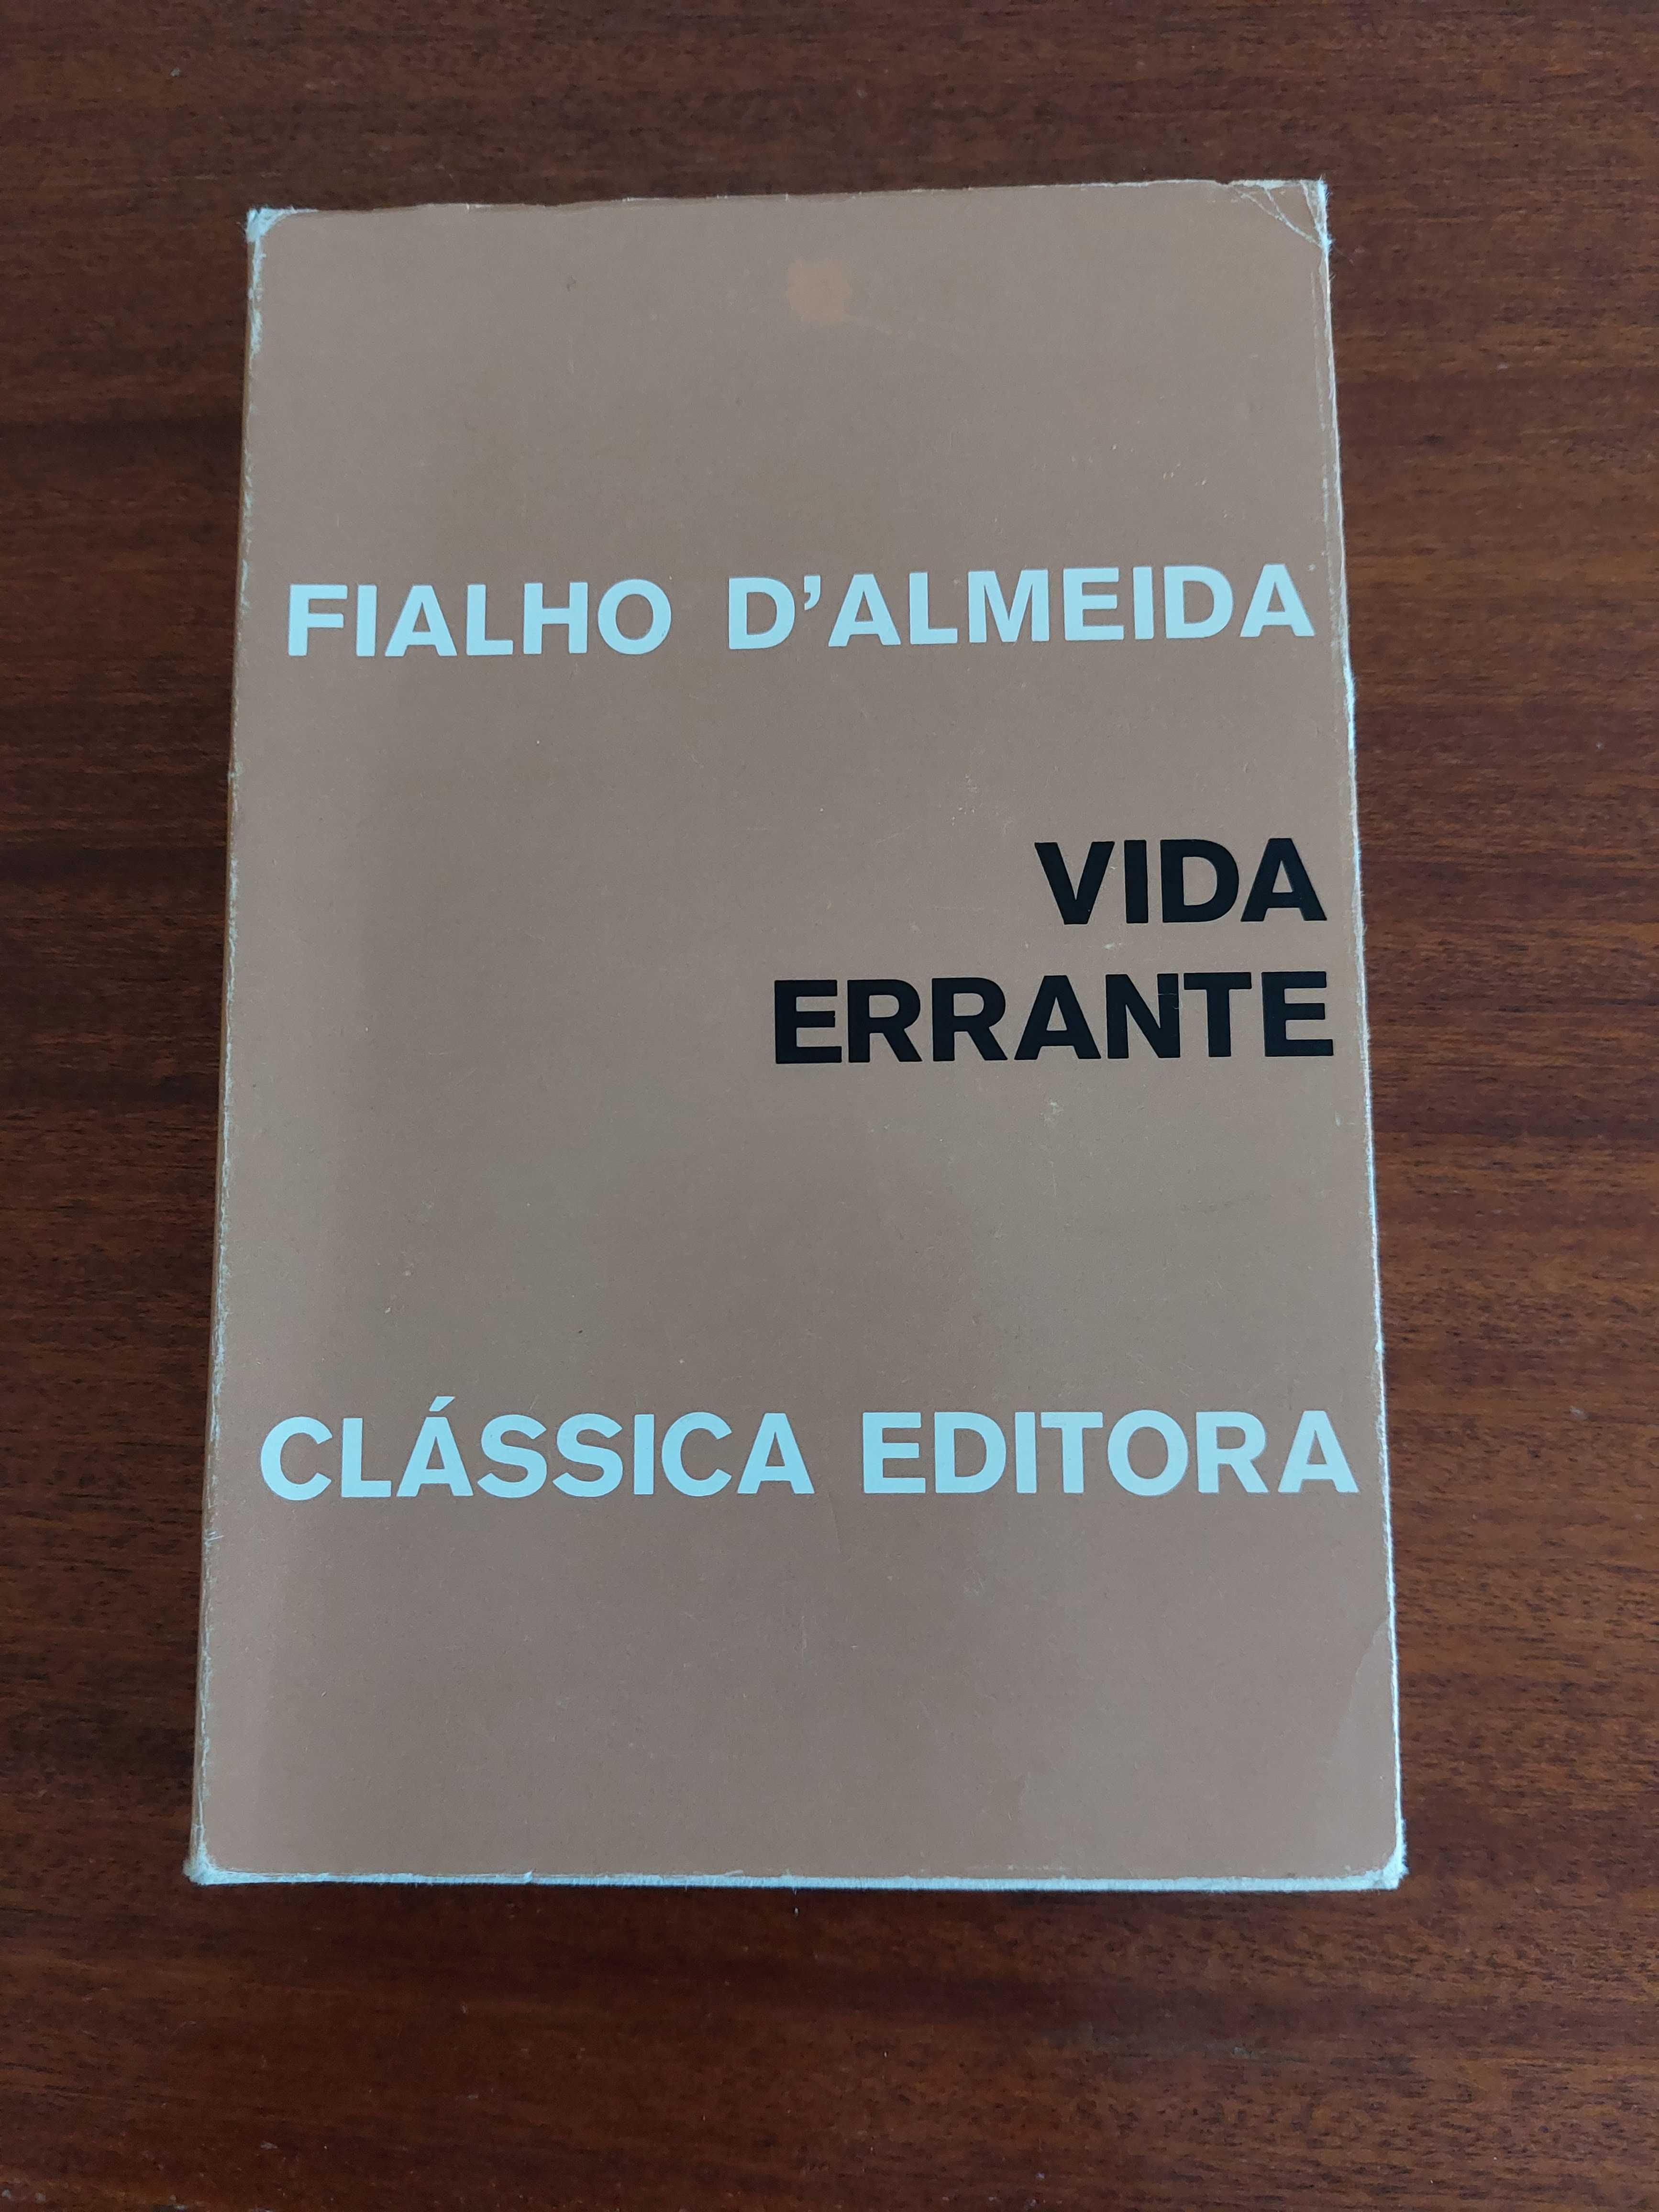 FIALHO D'ALMEIDA
VIDA
ERRANTE
CLÁSSICA EDITORA